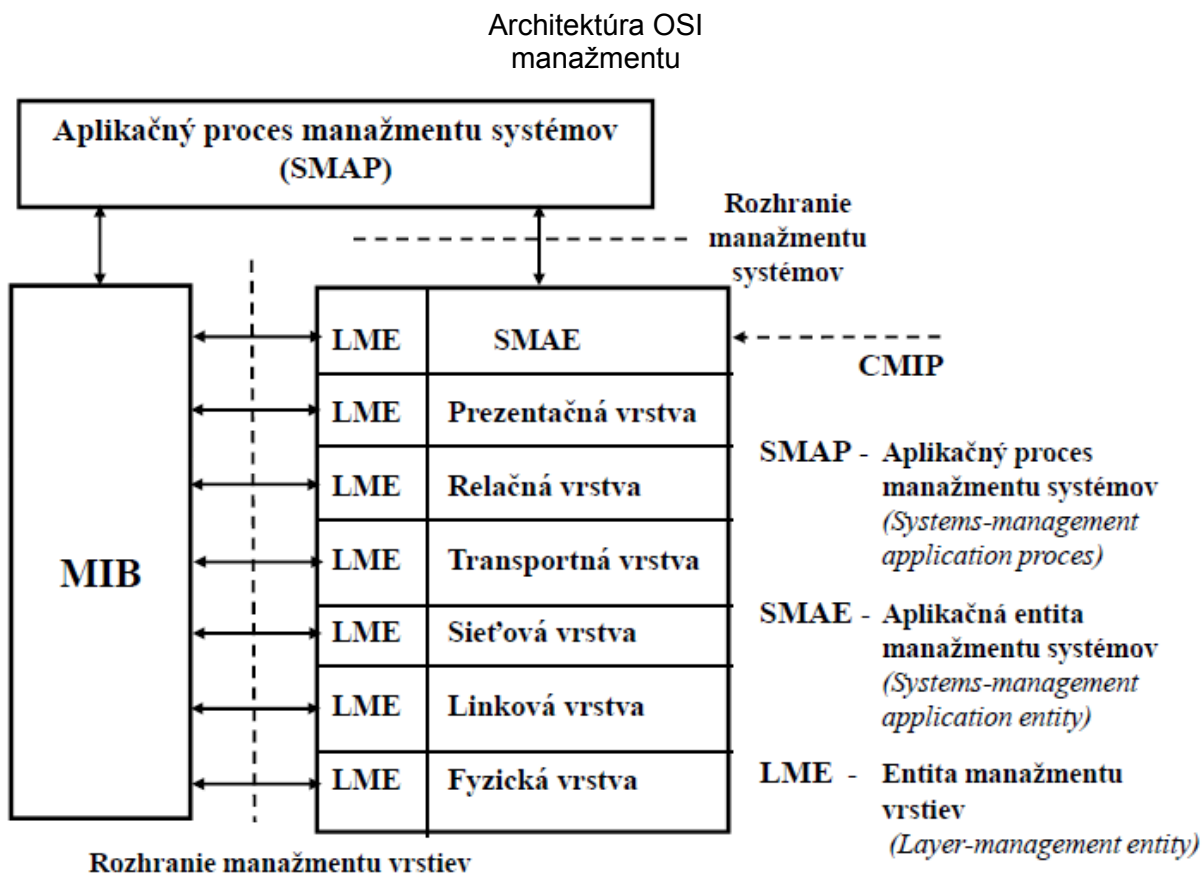 Architektúra OSI
manažmentu
Aplikačný proces manažmentu systémov
(SMAP)
Rozhranie
manažmentu
systémov
LME SMAE
CMIP
LME Prezentačná vrstva
LME Relačná vrstva
MIB
LME Transportná vrstva
LME Sieťová vrstva
LME Linková vrstva
LME Fyzická vrstva
Rozhranie manažmentu vrstiev
SMAP - Aplikačný proces
manažmentu systémov
(Systems-management
application proces)
SMAE - Aplikačná entita
manažmentu systémov
(Systems-management
application entity)
LME - Entita manažmentu
vrstiev
(Layer-management entity)